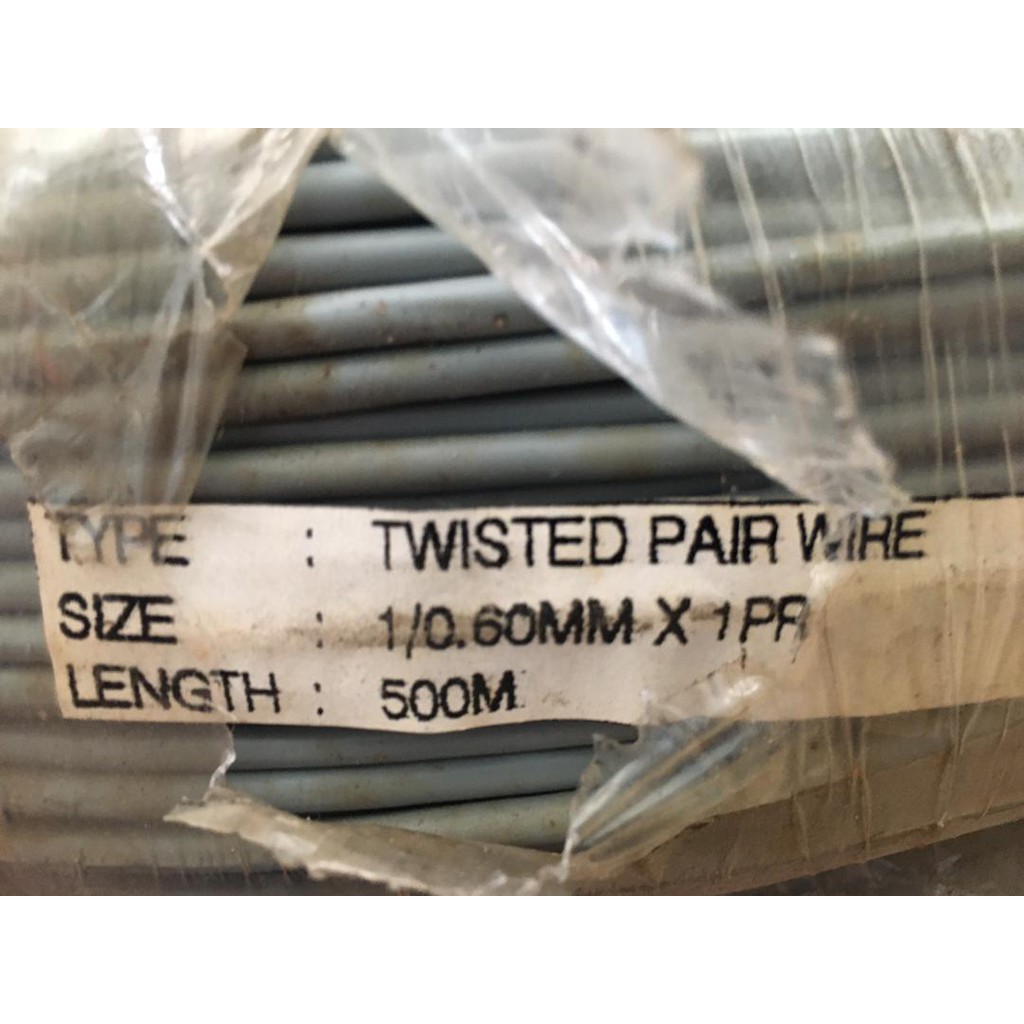 TYPE : TWISTED PAIR WIRE
SIZE : 1/0.60MM X 1PR
LENGTH : 500M